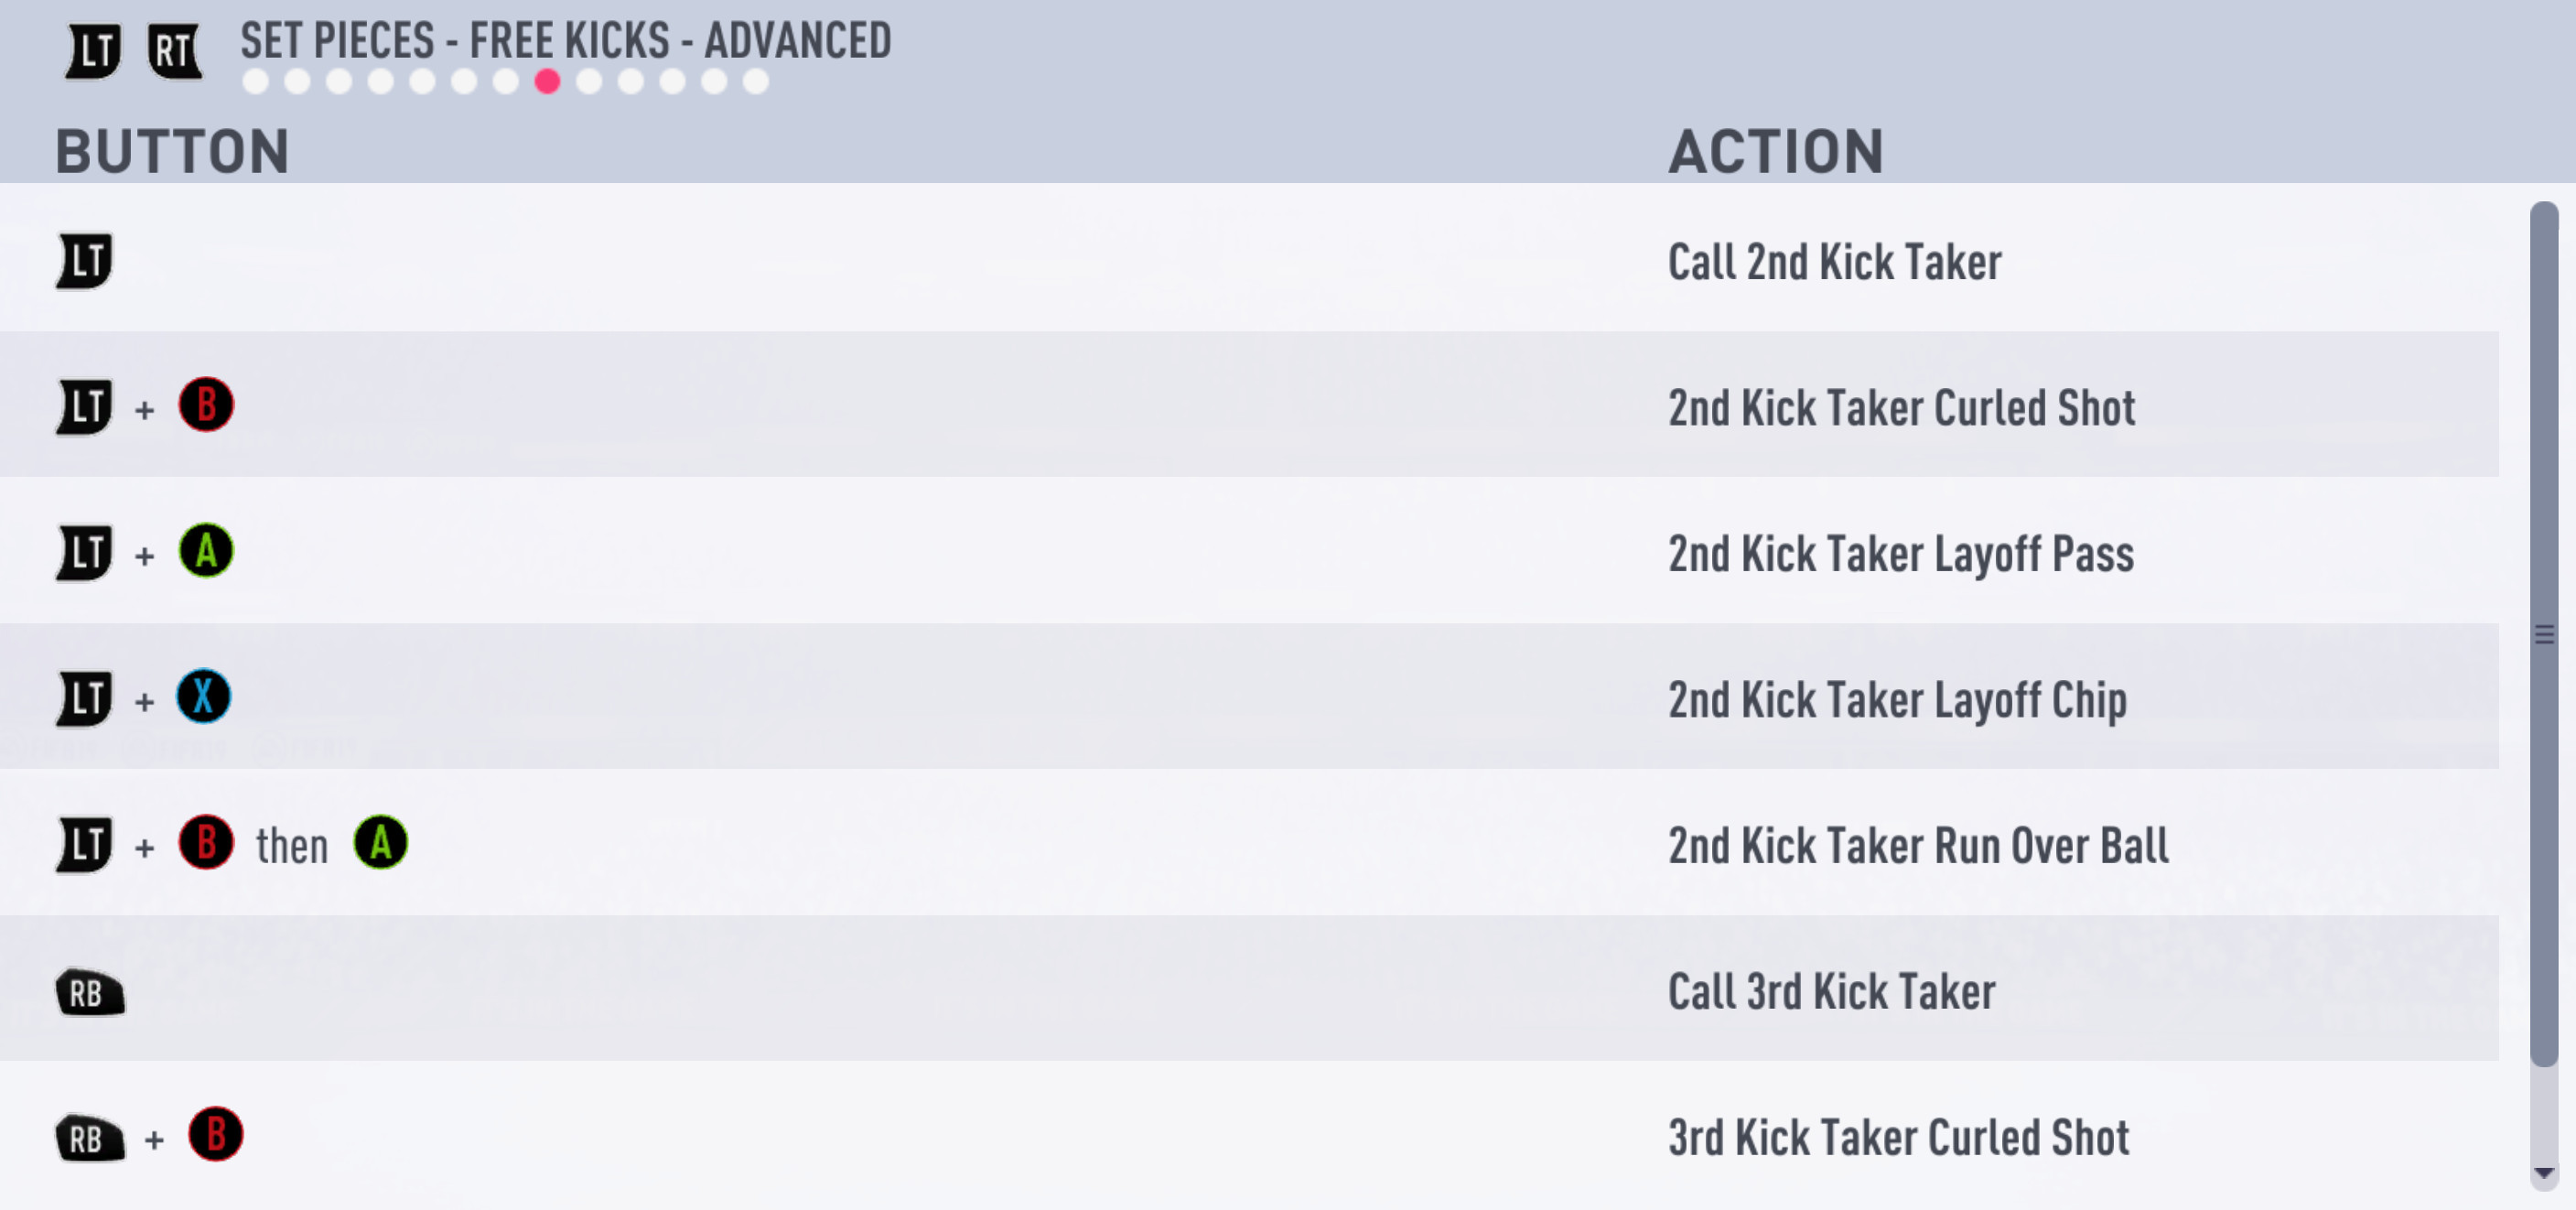 LT RT SET PIECES - FREE KICKS - ADVANCED
BUTTON ACTION
LT Call 2nd Kick Taker
LT + B 2nd Kick Taker Curled Shot
LT + A 2nd Kick Taker Layoff Pass
LT + X 2nd Kick Taker Layoff Chip
LT + B then A 2nd Kick Taker Run Over Ball
RB Call 3rd Kick Taker
RB + B 3rd Kick Taker Curled Shot